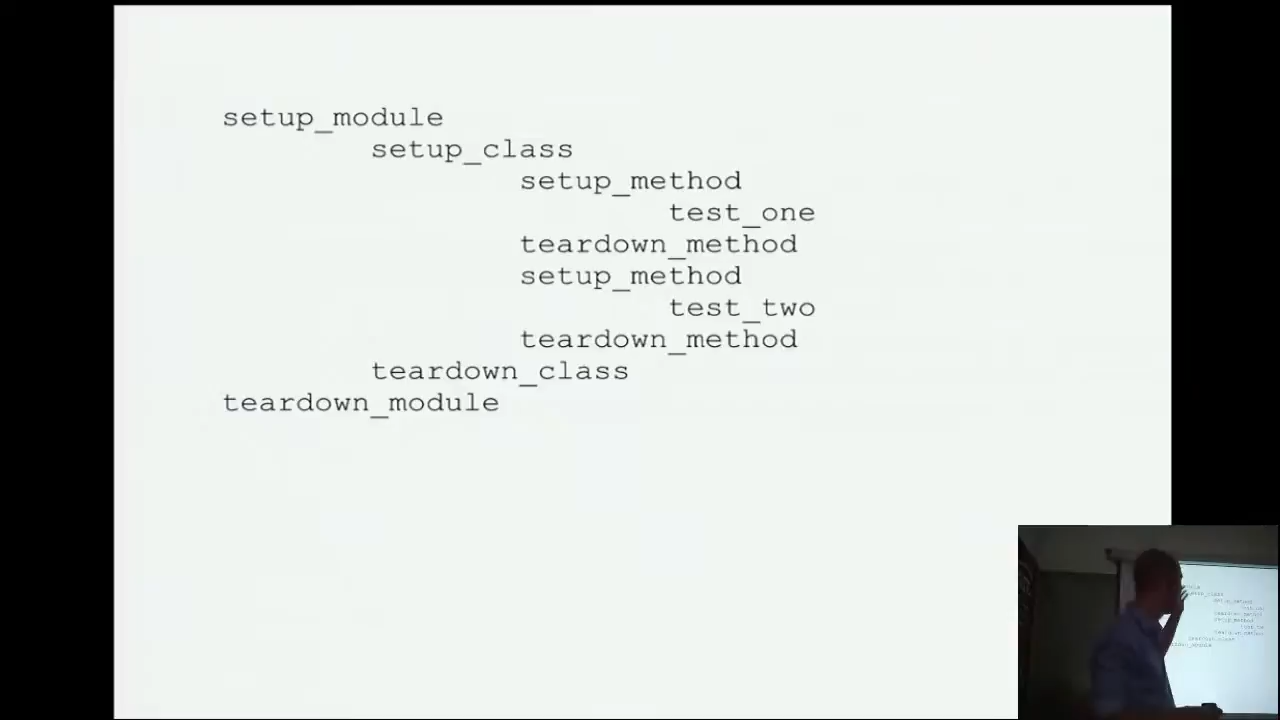 setup_module
setup_class
setup_method
test_one
teardown_method
setup_method
test_two
teardown_method
teardown_class
teardown_module